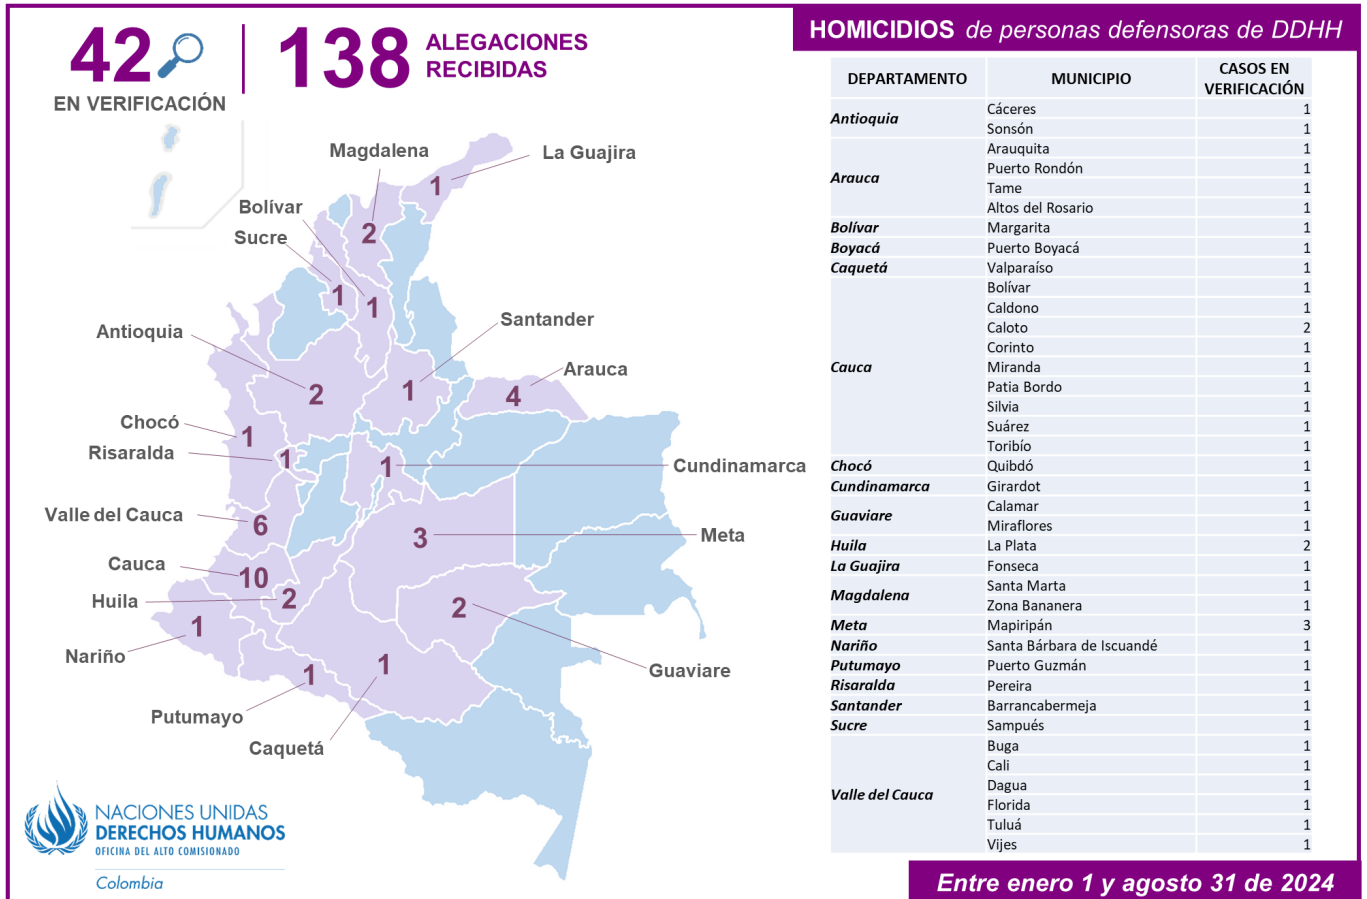 42
EN VERIFICACIÓN
138
ALEGACIONES
RECIBIDAS
HOMICIDIOS de personas defensoras de DDHH
Magdalena
La Guajira
1
Bolívar
2
Sucre
1
1
Antioquia
Santander
Arauca
2
1
4
Chocó
1
Risaralda
1
1
Cundinamarca
Valle del Cauca
6
3
Meta
Cauca
10
Huila
2
2
1
Nariño
1
1
Guaviare
Putumayo
Caquetá
DEPARTAMENTO MUNICIPIO CASOS EN VERIFICACIÓN
Antioquia Cáceres 1
Sonsón 1
Arauca Arauquita 1
Puerto Rondón 1
Tame 1
Altos del Rosario 1
Bolívar Margarita 1
Boyacá Puerto Boyacá 1
Caquetá Valparaíso 1
Cauca Bolívar 1
Caldono 1
Caloto 2
Corinto 1
Miranda 1
Patia Bordo 1
Silvia 1
Suárez 1
Toribío 1
Chocó Quibdó 1
Cundinamarca Girardot 1
Guaviare Calamar 1
Miraflores 1
Huila La Plata 2
La Guajira Fonseca 1
Magdalena Santa Marta 1
Zona Bananera 1
Meta Mapiripán 3
Nariño Santa Bárbara de Iscuandé 1
Putumayo Puerto Guzmán 1
Risaralda Pereira 1
Santander Barrancabermeja 1
Sucre Sampués 1
Valle del Cauca Buga 1
Cali 1
Dagua 1
Florida 1
Tuluá 1
Vijes 1
NACIONES UNIDAS
DERECHOS HUMANOS
OFICINA DEL ALTO COMISIONADO
Colombia
Entre enero 1 y agosto 31 de 2024